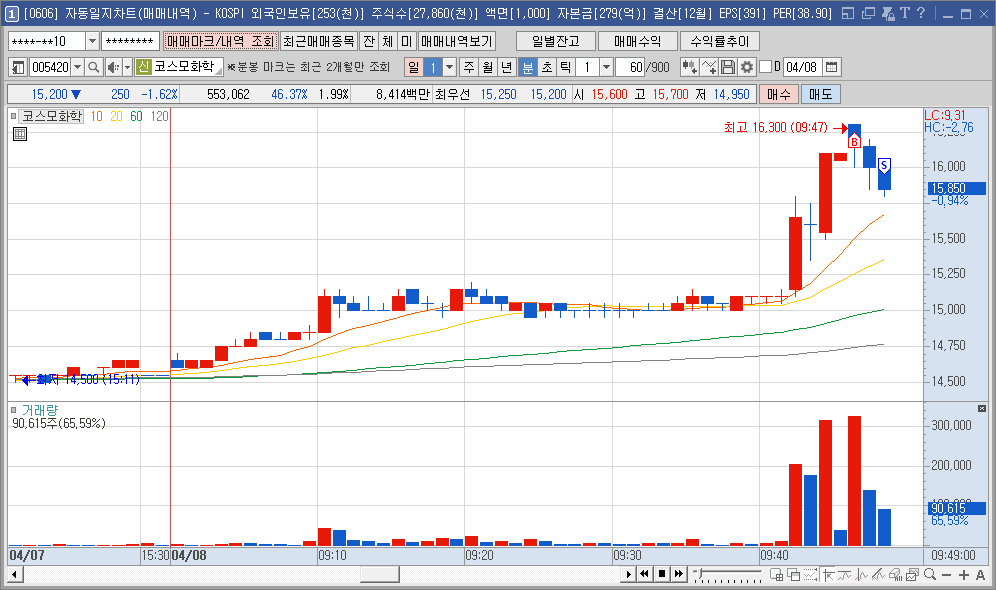 1 [0606] 자동일지차트(매매내역) - KOSPI 외국인보유[253(천)] 주식수[27,860(천)] 액면[1,000] 자본금[279(억)] 결산[12월] EPS[391] PER[38.90] T ?
****-**10 ******** 매매마크/내역 조회 최근매매종목 잔 체 미 매매내역보기 일별잔고 매매수익 수익률추이
005420 신 코스모화학 ※분봉 마크는 최근 2개월만 조회 일 1 주 월 년 분 초 틱 1 60 /900 D 04/08
15,200▼ 250 -1.62% 553,062 46.37% 1.99% 8,414백만 최우선 15,250 15,200 시 15,600 고 15,700 저 14,950 매수 매도
코스모화학 10 20 60 120
LC:9,31
HC:-2,76
최고 16,300 (09:47)
B
S
16,000
15,850
-0,94%
15,500
15,250
15,000
14,750
14,500
최저 14,500 (15:11)
거래량
90,615주(65,59%)
300,000
200,000
90,615
65,59%
04/07 15:30 04/08 09:10 09:20 09:30 09:40 09:49:00
A